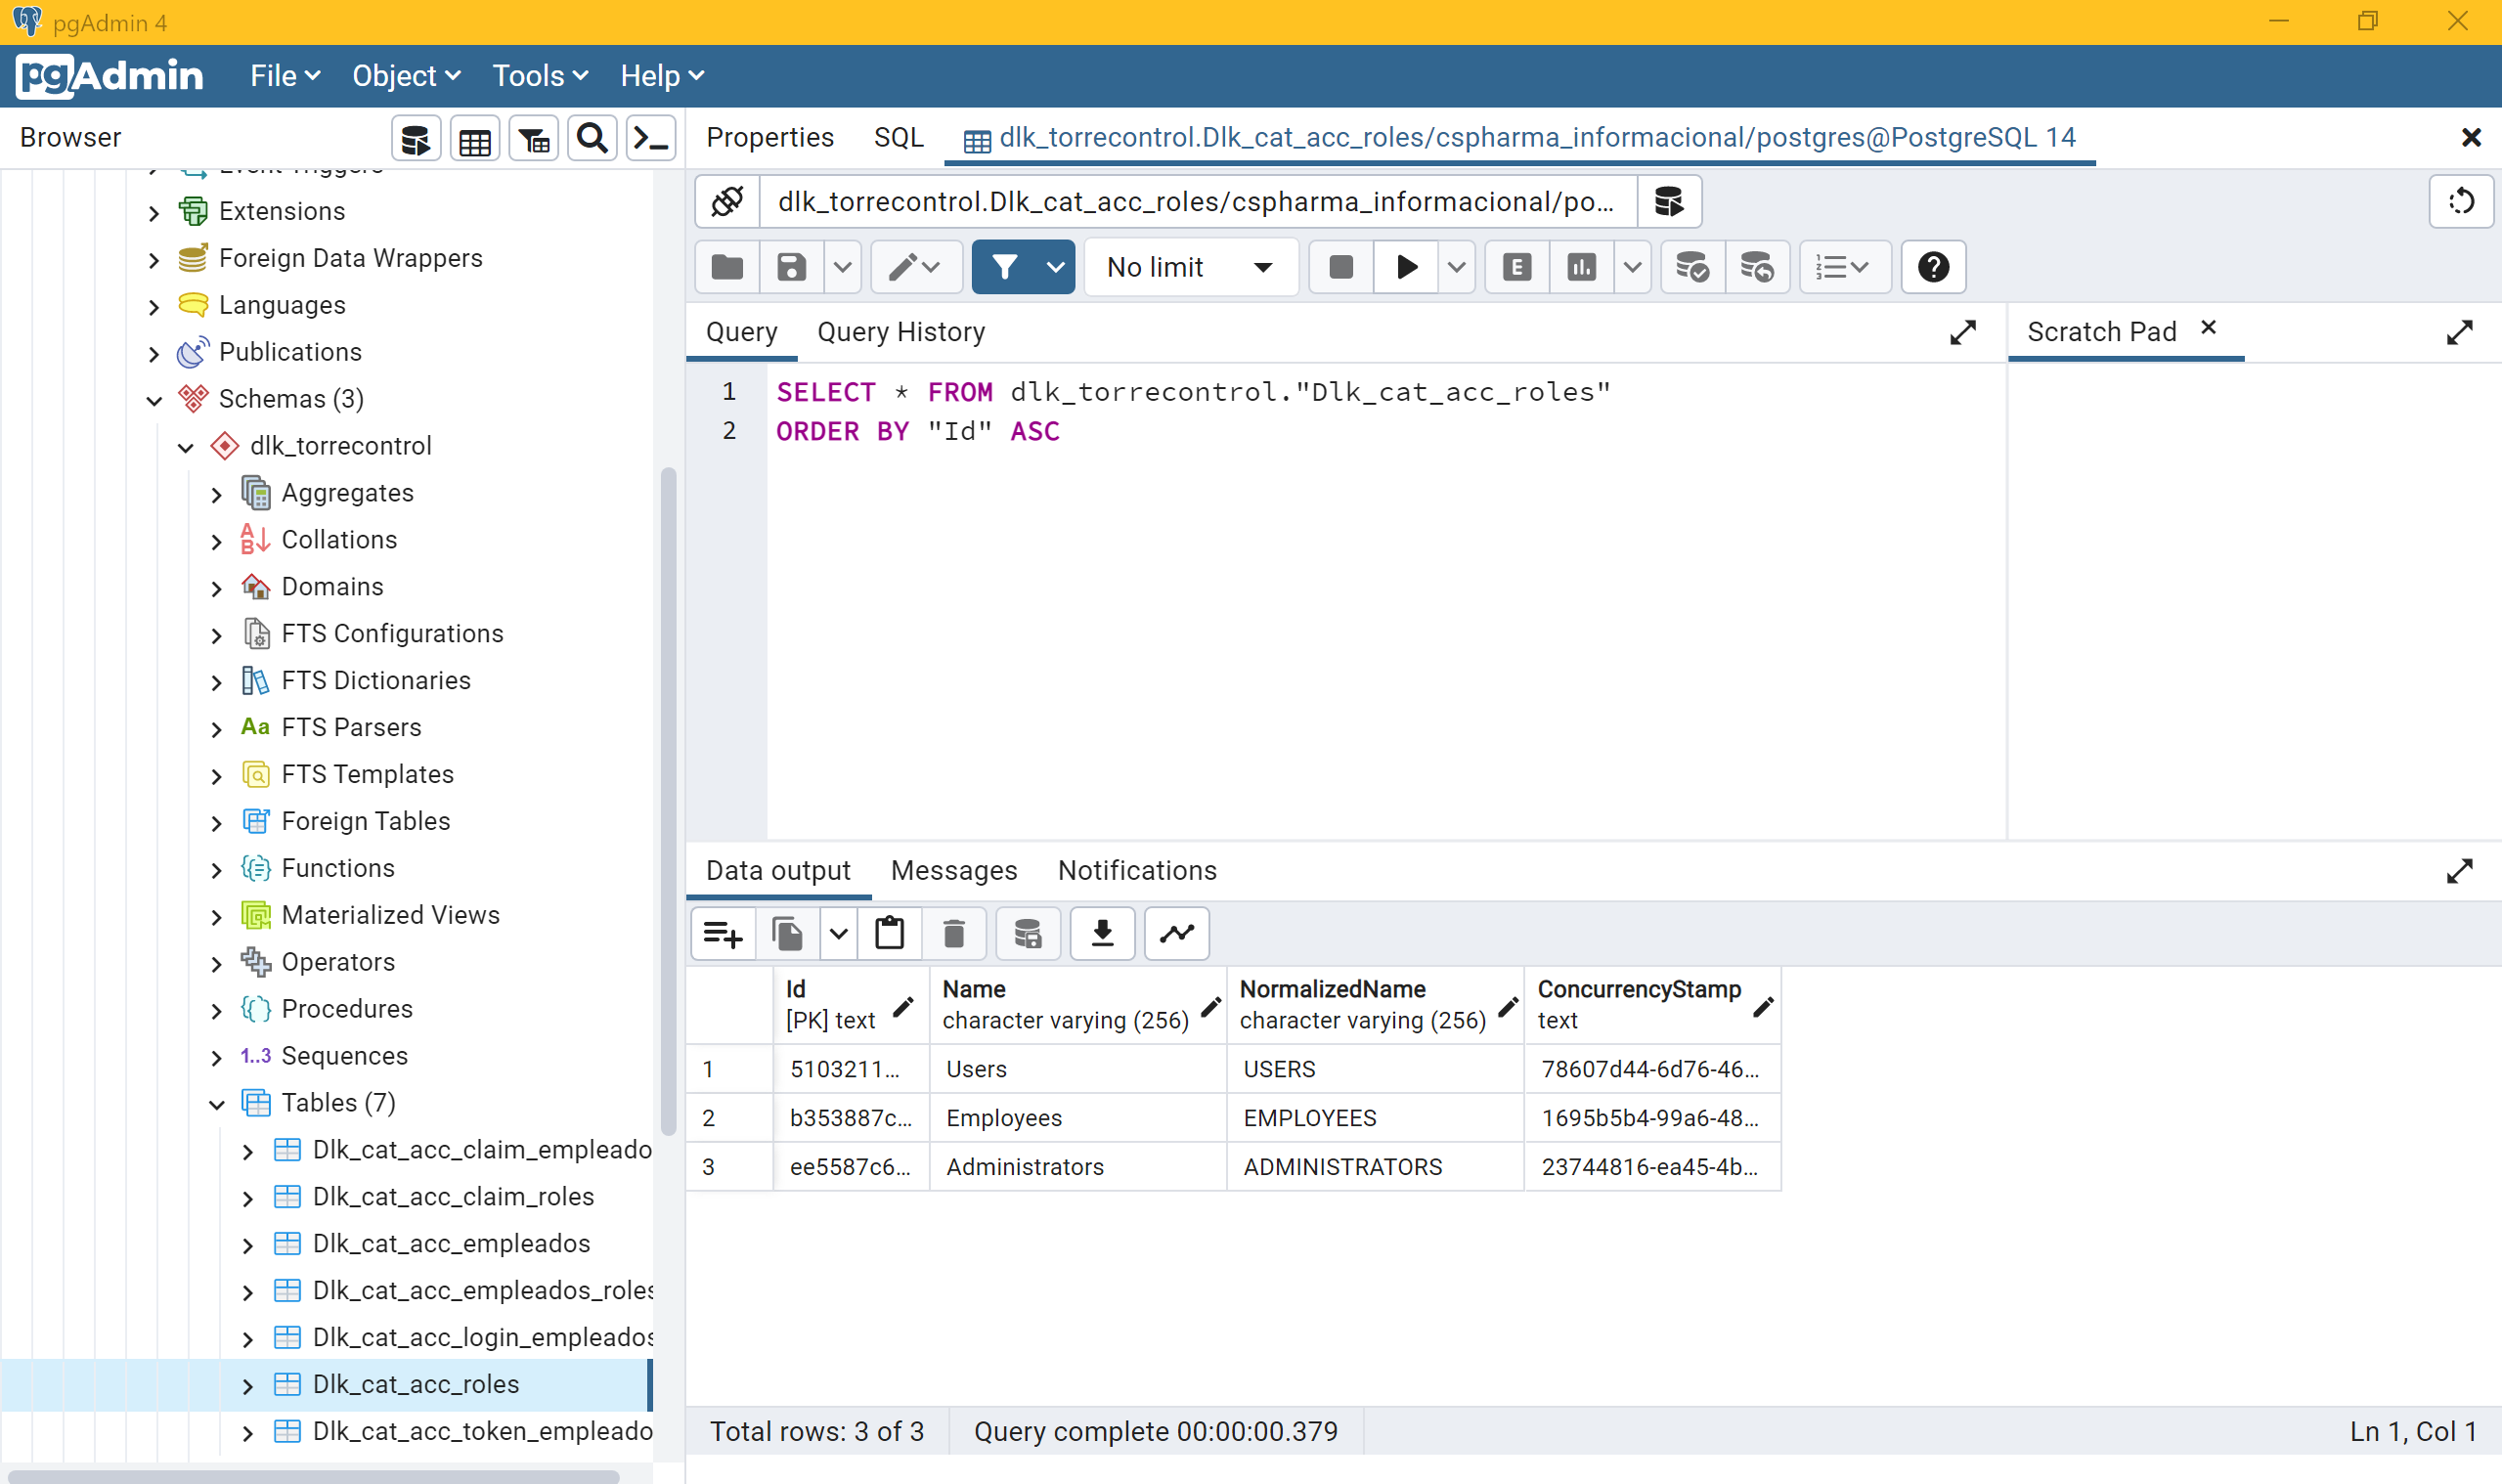 pgAdmin 4
pgAdmin File Object Tools Help
Browser
Event Triggers
Extensions
Foreign Data Wrappers
Languages
Publications
Schemas (3)
dlk_torrecontrol
Aggregates
Collations
Domains
FTS Configurations
FTS Dictionaries
Aa FTS Parsers
FTS Templates
Foreign Tables
Functions
Materialized Views
Operators
Procedures
1..3 Sequences
Tables (7)
Dlk_cat_acc_claim_empleado
Dlk_cat_acc_claim_roles
Dlk_cat_acc_empleados
Dlk_cat_acc_empleados_roles
Dlk_cat_acc_login_empleados
Dlk_cat_acc_roles
Dlk_cat_acc_token_empleado
Properties SQL dlk_torrecontrol.Dlk_cat_acc_roles/cspharma_informacional/postgres@PostgreSQL 14
dlk_torrecontrol.Dlk_cat_acc_roles/cspharma_informacional/po...
No limit E
Query Query History Scratch Pad
1 SELECT * FROM dlk_torrecontrol."Dlk_cat_acc_roles"
2 ORDER BY "Id" ASC
Data output Messages Notifications
Id Name NormalizedName ConcurrencyStamp
[PK] text character varying (256) character varying (256) text
1 5103211... Users USERS 78607d44-6d76-46...
2 b353887c... Employees EMPLOYEES 1695b5b4-99a6-48...
3 ee5587c6... Administrators ADMINISTRATORS 23744816-ea45-4b...
Total rows: 3 of 3 Query complete 00:00:00.379 Ln 1, Col 1